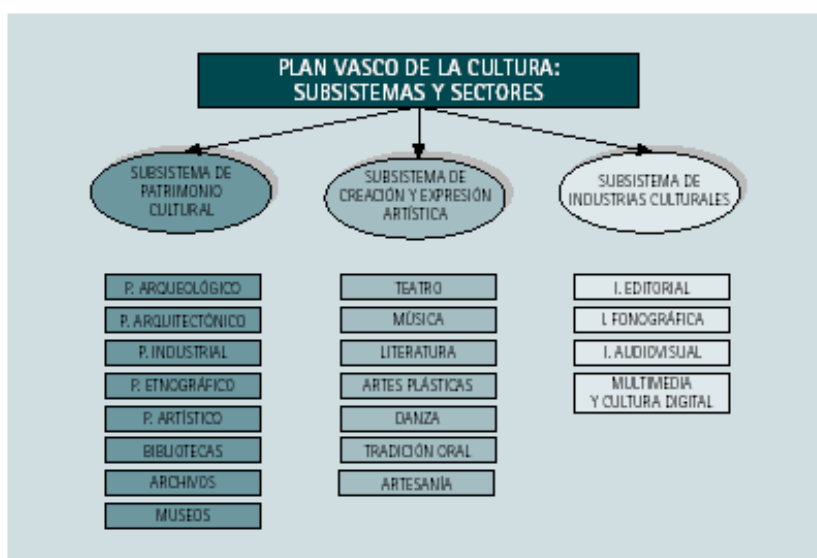 PLAN VASCO DE LA CULTURA:
SUBSISTEMAS Y SECTORES
SUBSISTEMA DE
PATRIMONIO
CULTURAL
SUBSISTEMA DE
CREACIÓN Y EXPRESIÓN
ARTÍSTICA
SUBSISTEMA DE
INDUSTRIAS CULTURALES
P. ARQUEOLÓGICO
P. ARQUITECTÓNICO
P. INDUSTRIAL
P. ETNOGRÁFICO
P. ARTÍSTICO
BIBLIOTECAS
ARCHIVOS
MUSEOS
TEATRO
MÚSICA
LITERATURA
ARTES PLÁSTICAS
DANZA
TRADICIÓN ORAL
ARTESANÍA
I. EDITORIAL
I. FONOGRÁFICA
I. AUDIOVISUAL
MULTIMEDIA
Y CULTURA DIGITAL